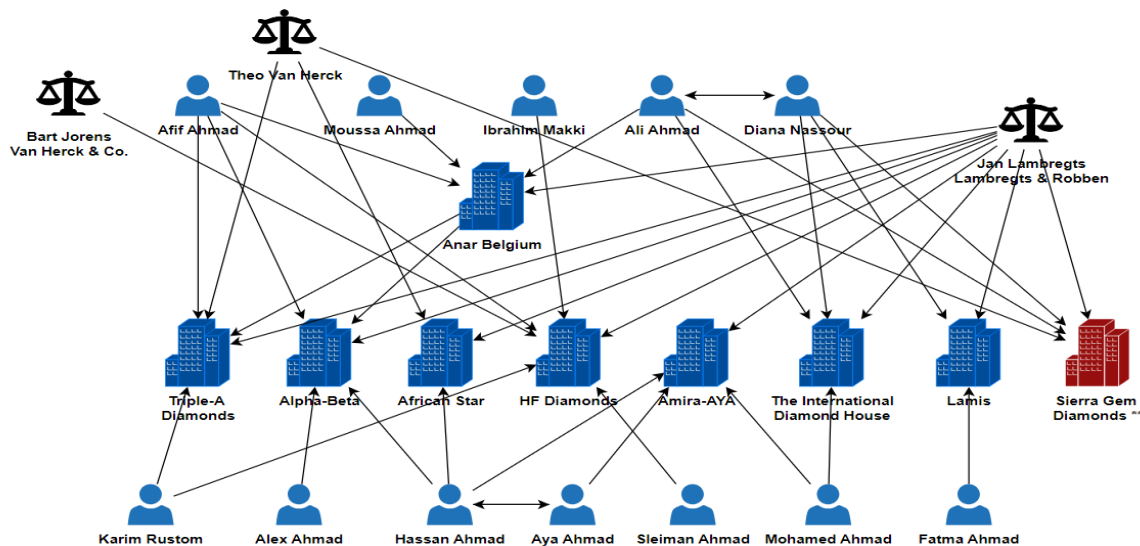 Theo Van Herck
Bart Jorens
Van Herck & Co.
Afif Ahmad
Moussa Ahmad
Ibrahim Makki
Ali Ahmad
Diana Nassour
Jan Lambregts
Lambregts & Robben
Anar Belgium
Triple-A
Diamonds
Alpha-Beta
African Star
HF Diamonds
Amira-AYA
The International
Diamond House
Lamis
Sierra Gem
Diamonds **
Karim Rustom
Alex Ahmad
Hassan Ahmad
Aya Ahmad
Sleiman Ahmad
Mohamed Ahmad
Fatma Ahmad